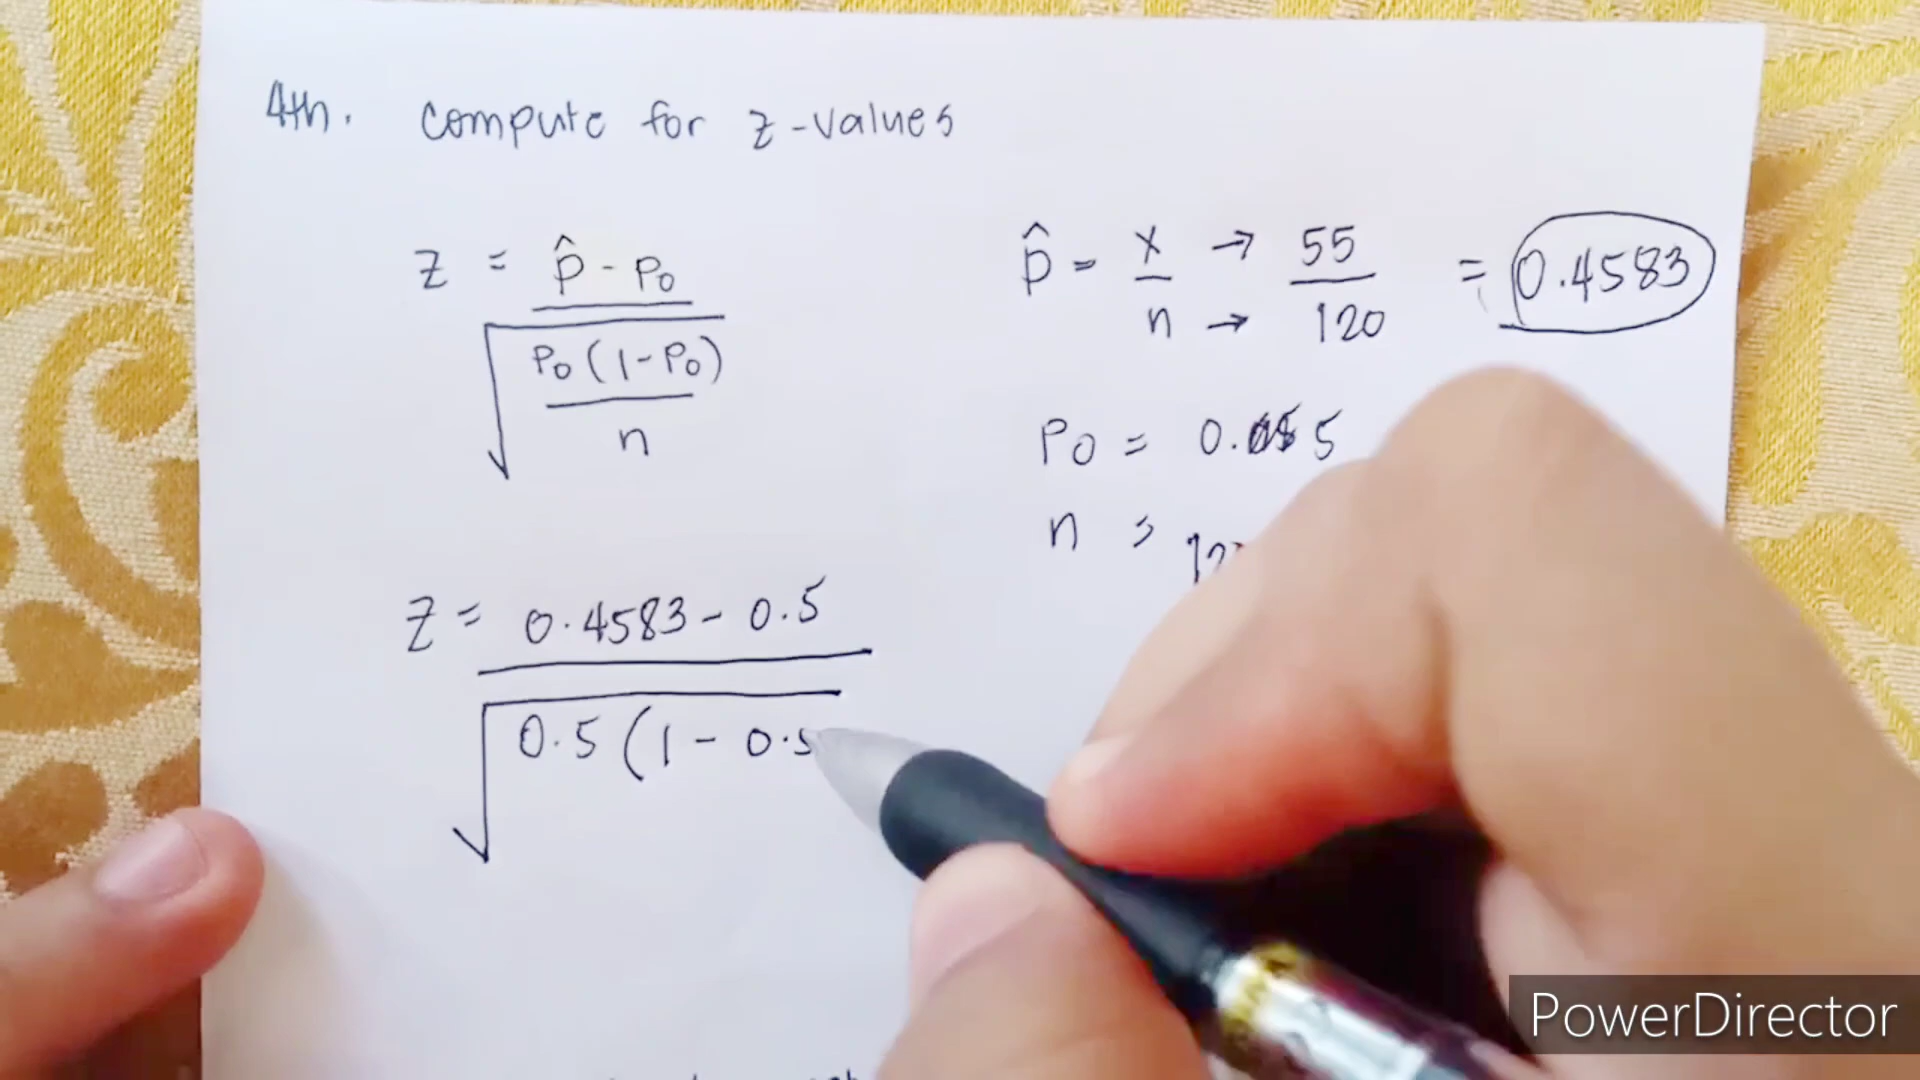 4th. Compute for z-values
z = p̂ - p₀
√ p₀(1-p₀)
n
p̂ = x → 55 = 0.4583
n → 120
p₀ = 0.5
n =
z = 0.4583 - 0.5
√ 0.5 (1 - 0.5
PowerDirector